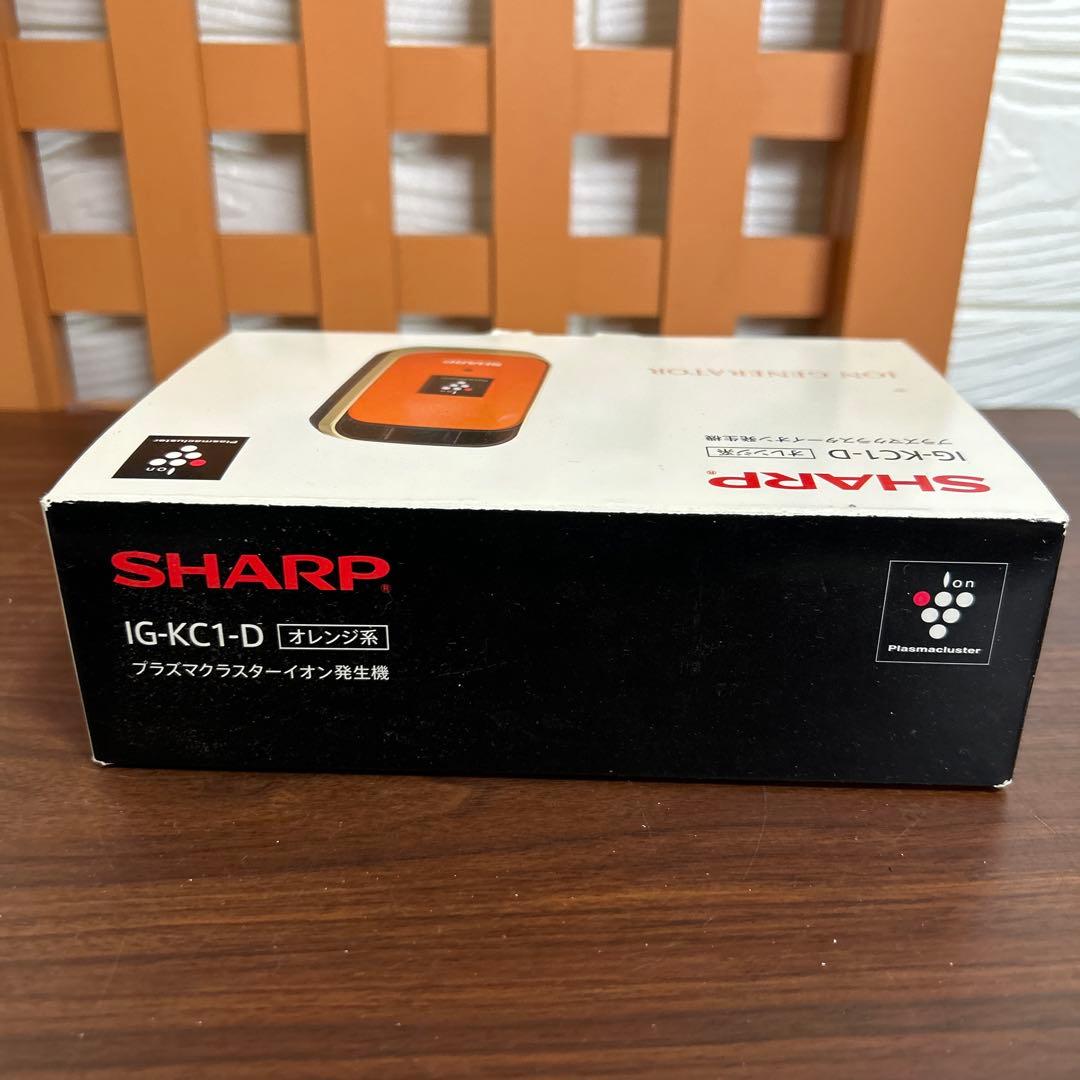 SHARP
ION GENERATOR
プラズマクラスターイオン発生機
IG-KC1-D オレンジ系
SHARP®
Ion
Plasmacluster
SHARP®
IG-KC1-D オレンジ系
プラズマクラスターイオン発生機
Ion
Plasmacluster